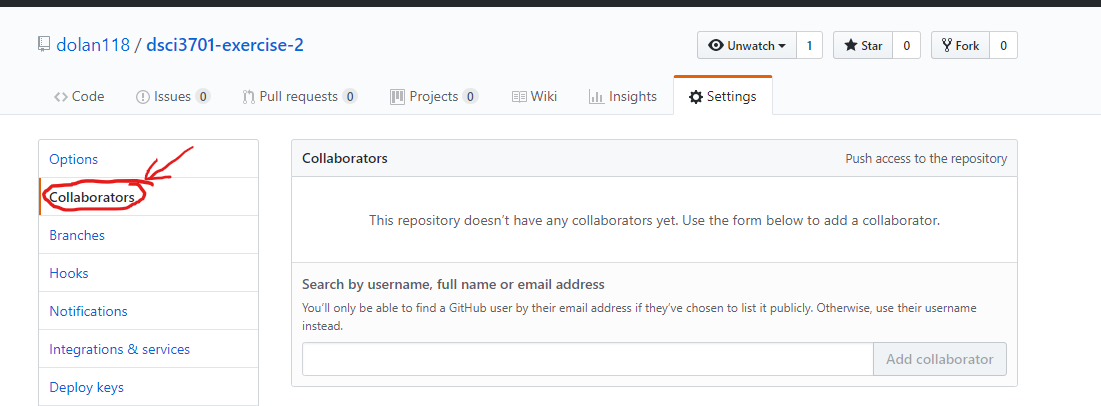 dolan118 / dsci3701-exercise-2
Unwatch 1 Star 0 Fork 0
Code Issues 0 Pull requests 0 Projects 0 Wiki Insights Settings
Options
Collaborators
Branches
Hooks
Notifications
Integrations & services
Deploy keys
Collaborators Push access to the repository
This repository doesn’t have any collaborators yet. Use the form below to add a collaborator.
Search by username, full name or email address
You’ll only be able to find a GitHub user by their email address if they’ve chosen to list it publicly. Otherwise, use their username
instead.
Add collaborator